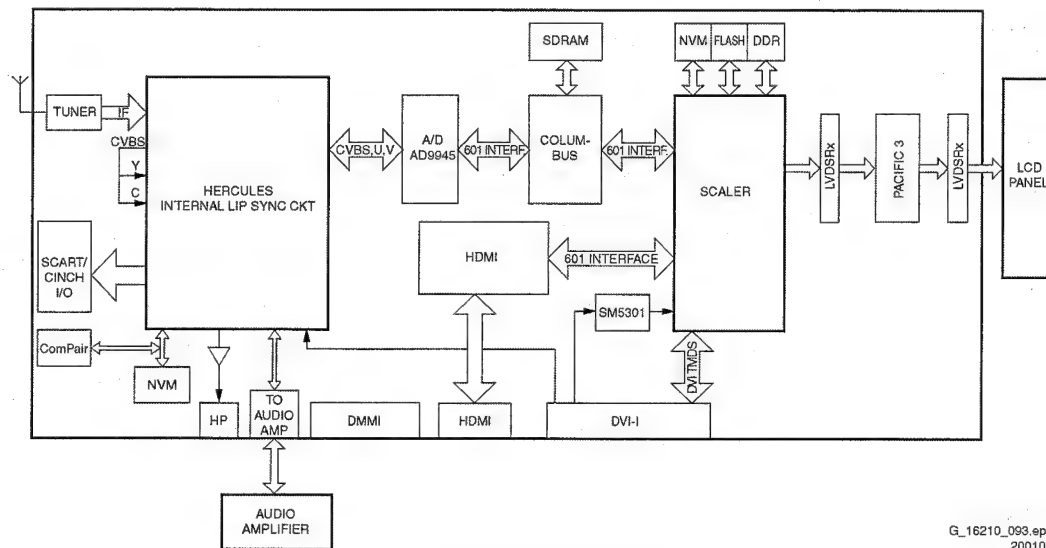 SDRAM
NVM
FLASH
DDR
TUNER
IF
CVBS
Y
C
HERCULES
INTERNAL LIP SYNC CKT
CVBS,U,V
A/D
AD9945
601 INTERF.
COLUM-
BUS
601 INTERF.
SCALER
LVDSRx
PACIFIC 3
LVDSRx
LCD
PANEL
SCART/
CINCH
I/O
HDMI
601 INTERFACE
SM5301
ComPair
NVM
DVI TMDS
HP
TO
AUDIO
AMP
DMMI
HDMI
DVI-I
AUDIO
AMPLIFIER
G_16210_093.ep
20010